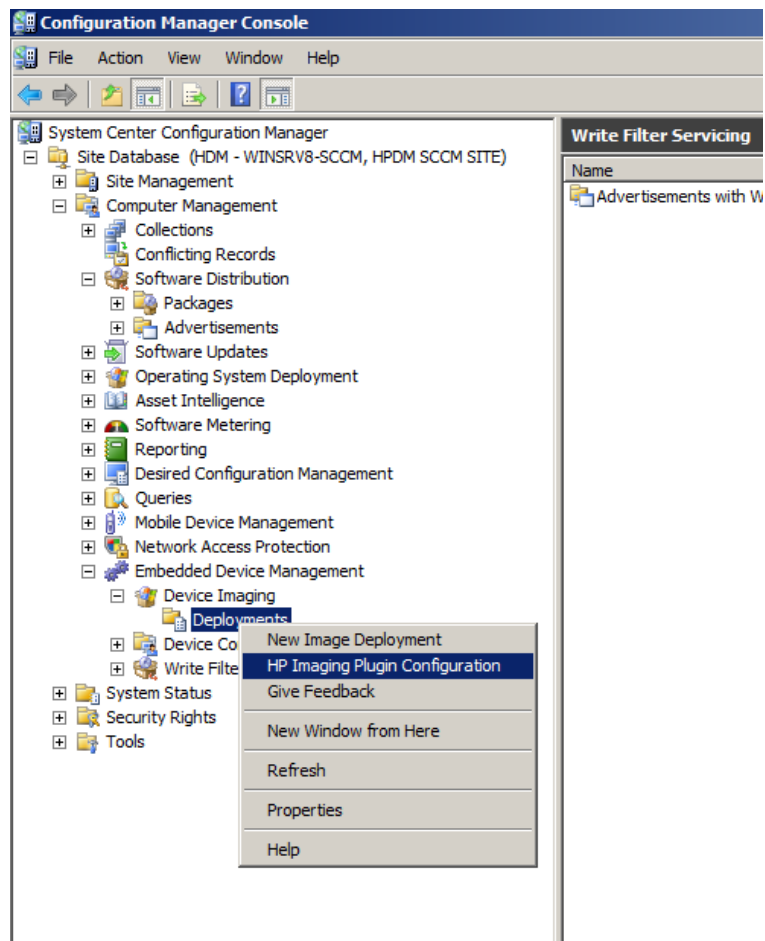 Configuration Manager Console
File Action View Window Help
System Center Configuration Manager
Site Database (HDM - WINSRV8-SCCM, HPDM SCCM SITE)
Site Management
Computer Management
Collections
Conflicting Records
Software Distribution
Packages
Advertisements
Software Updates
Operating System Deployment
Asset Intelligence
Software Metering
Reporting
Desired Configuration Management
Queries
Mobile Device Management
Network Access Protection
Embedded Device Management
Device Imaging
Deployments
Device Co
Write Filte
System Status
Security Rights
Tools
New Image Deployment
HP Imaging Plugin Configuration
Give Feedback
New Window from Here
Refresh
Properties
Help
Write Filter Servicing
Name
Advertisements with W